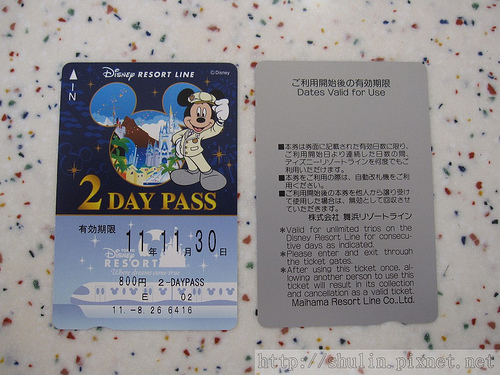 IN
Disney RESORT LINE
©Disney
2 DAY PASS
有効期限
11年11月30日
Disney
RESORT
Where dreams come true
800円 2-DAYPASS
E 02
11.-8 26 6416
ご利用開始後の有効期限
Dates Valid for Use
■本券は券面に記載された有効日数に限り、
ご利用開始日より連続した日数の間、
ディズニーリゾートラインを何度でもご
利用いただけます。
■本券をご利用の際は、自動改札機をご利
用ください。
■ご利用開始後の本券を他人から譲り受け
て使用した場合は、無効として回収させ
ていただきます。
株式会社 舞浜リゾートライン
*Valid for unlimited trips on the
Disney Resort Line for consecu-
tive days as indicated.
*Please enter and exit through
the ticket gates.
*After using this ticket once, al-
lowing another person to use this
ticket will result in its collection
and cancellation as a valid ticket.
Maihama Resort Line Co.,Ltd.
http://shulin.pixnet.net